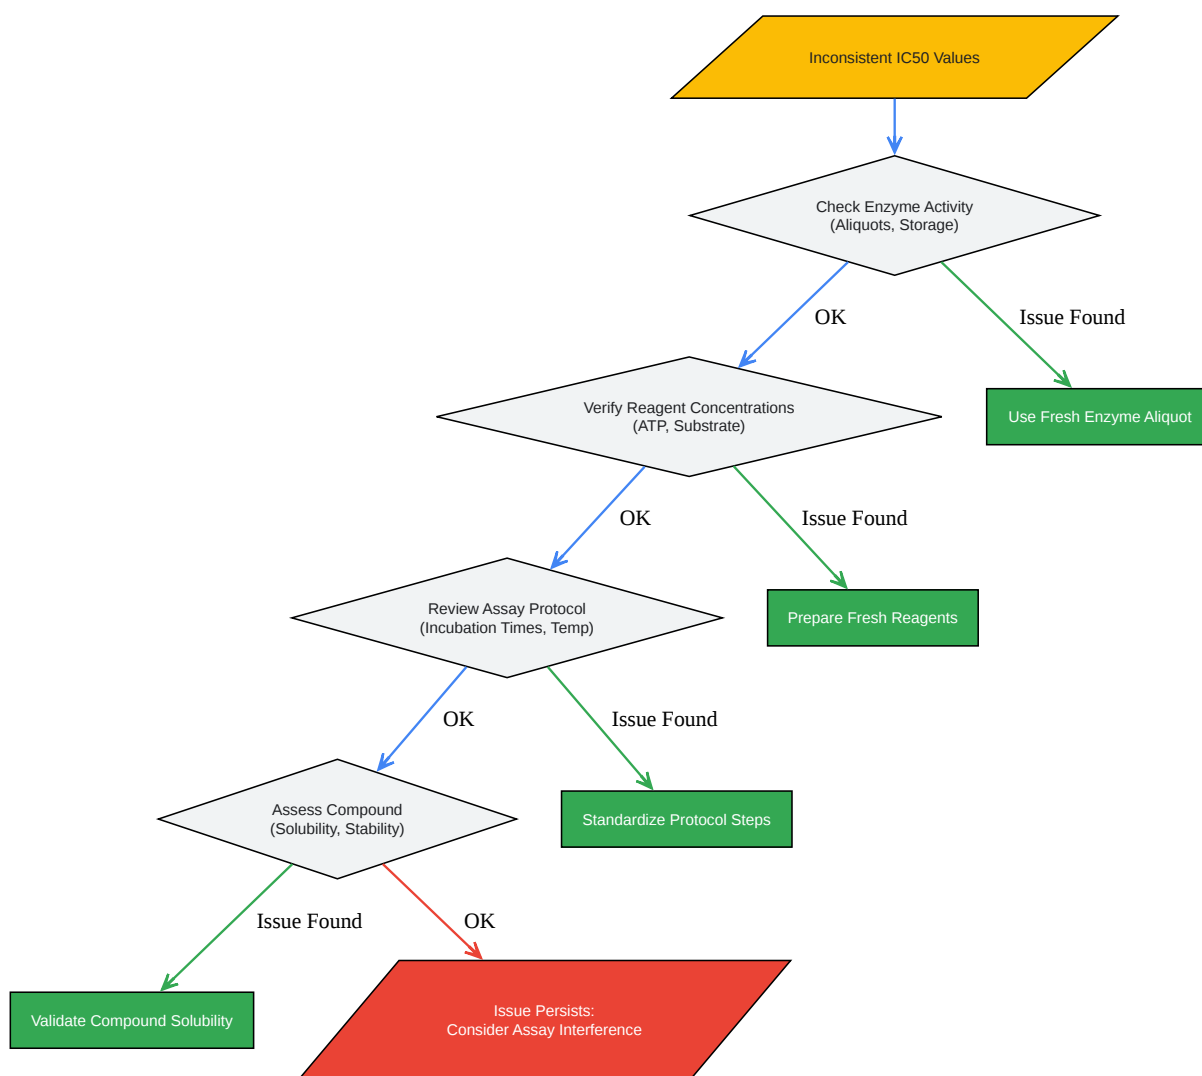 Inconsistent IC50 Values
Check Enzyme Activity
(Aliquots, Storage)
OK
Issue Found
Verify Reagent Concentrations
(ATP, Substrate)
Use Fresh Enzyme Aliquot
OK
Issue Found
Review Assay Protocol
(Incubation Times, Temp)
Prepare Fresh Reagents
OK
Issue Found
Assess Compound
(Solubility, Stability)
Standardize Protocol Steps
Issue Found
OK
Validate Compound Solubility
Issue Persists:
Consider Assay Interference